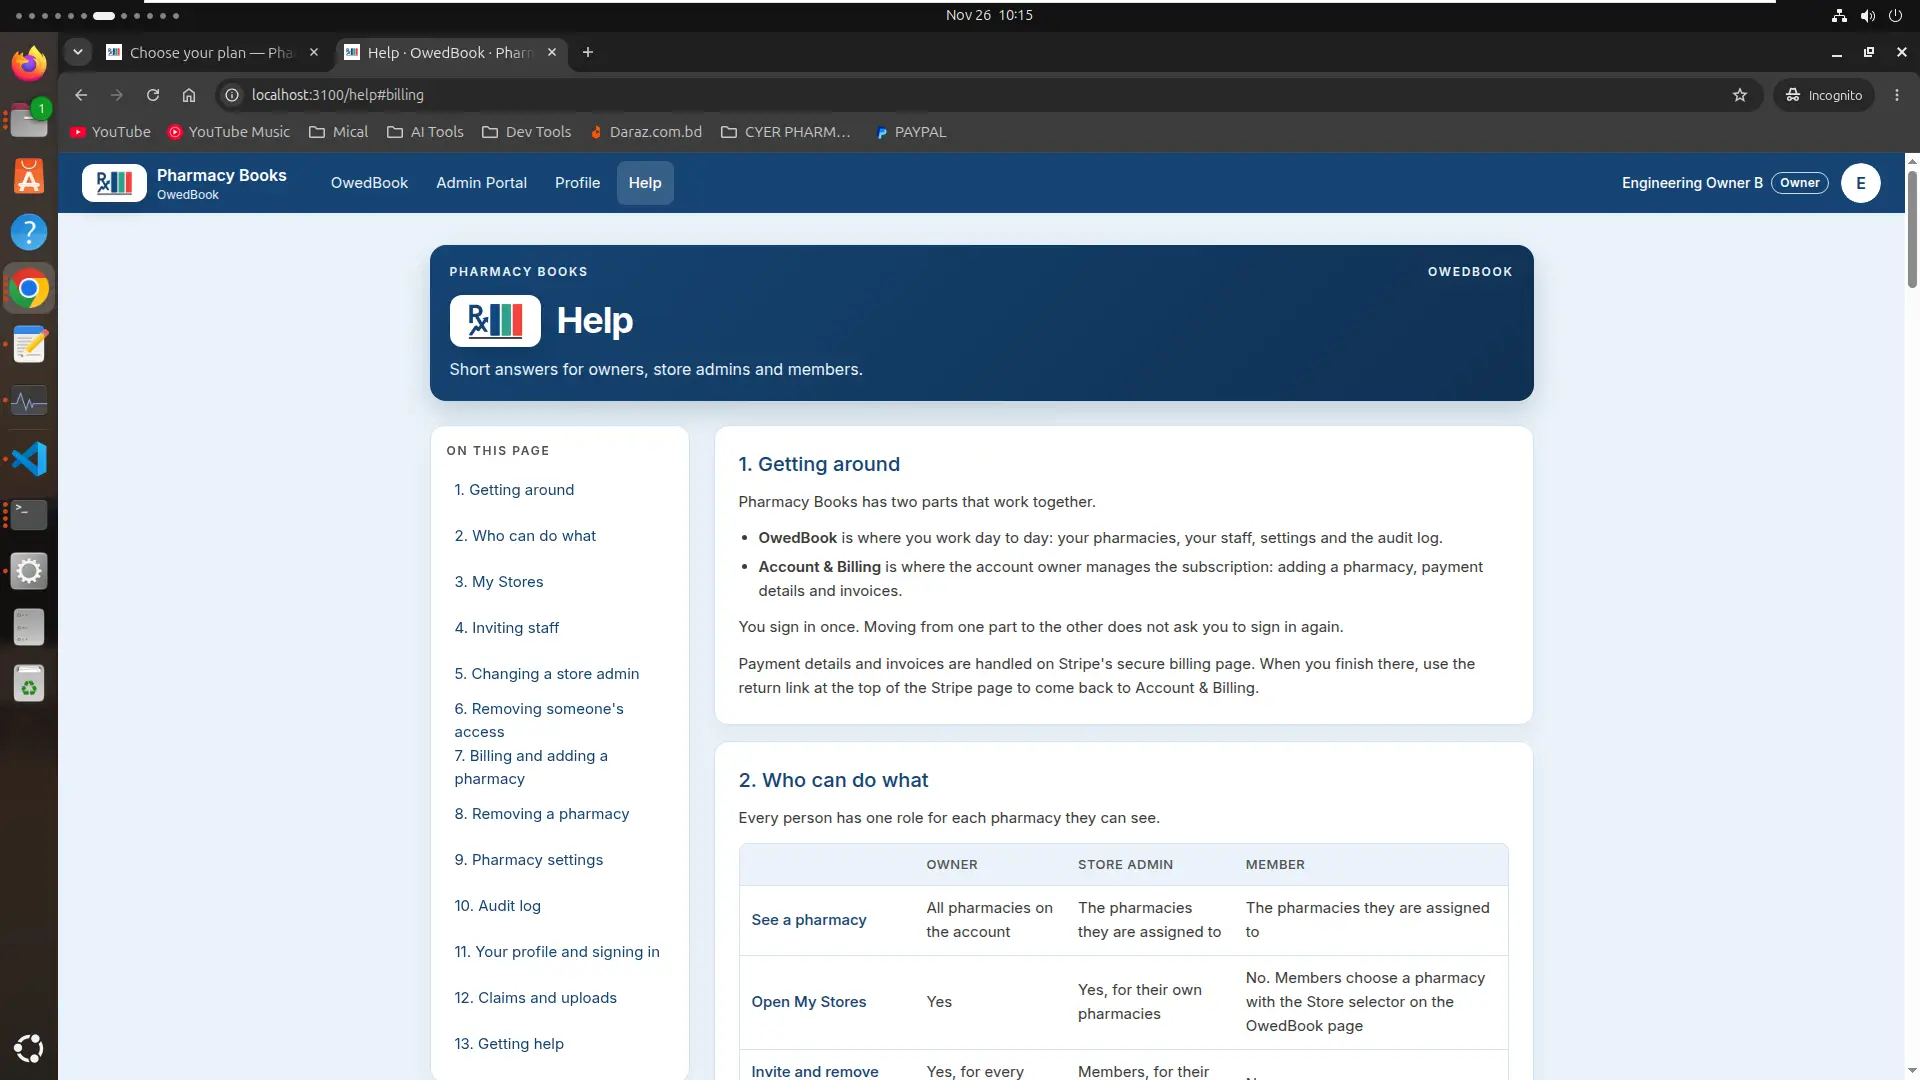 Nov 26 10:15
Choose your plan — Pha
Help · OwedBook · Pharm
localhost:3100/help#billing
Incognito
YouTube
YouTube Music
Mical
AI Tools
Dev Tools
Daraz.com.bd
CYER PHARM...
PAYPAL
1
Pharmacy Books
OwedBook
OwedBook
Admin Portal
Profile
Help
Engineering Owner B
Owner
E
PHARMACY BOOKS
OWEDBOOK
Help
Short answers for owners, store admins and members.
ON THIS PAGE
1. Getting around
2. Who can do what
3. My Stores
4. Inviting staff
5. Changing a store admin
6. Removing someone's
access
7. Billing and adding a
pharmacy
8. Removing a pharmacy
9. Pharmacy settings
10. Audit log
11. Your profile and signing in
12. Claims and uploads
13. Getting help
1. Getting around
Pharmacy Books has two parts that work together.
• OwedBook is where you work day to day: your pharmacies, your staff, settings and the audit log.
• Account & Billing is where the account owner manages the subscription: adding a pharmacy, payment
details and invoices.
You sign in once. Moving from one part to the other does not ask you to sign in again.
Payment details and invoices are handled on Stripe's secure billing page. When you finish there, use the
return link at the top of the Stripe page to come back to Account & Billing.
2. Who can do what
Every person has one role for each pharmacy they can see.
OWNER
STORE ADMIN
MEMBER
See a pharmacy
All pharmacies on
the account
The pharmacies
they are assigned to
The pharmacies they are assigned
to
Open My Stores
Yes
Yes, for their own
pharmacies
No. Members choose a pharmacy
with the Store selector on the
OwedBook page
Invite and remove
Yes, for every
Members, for their